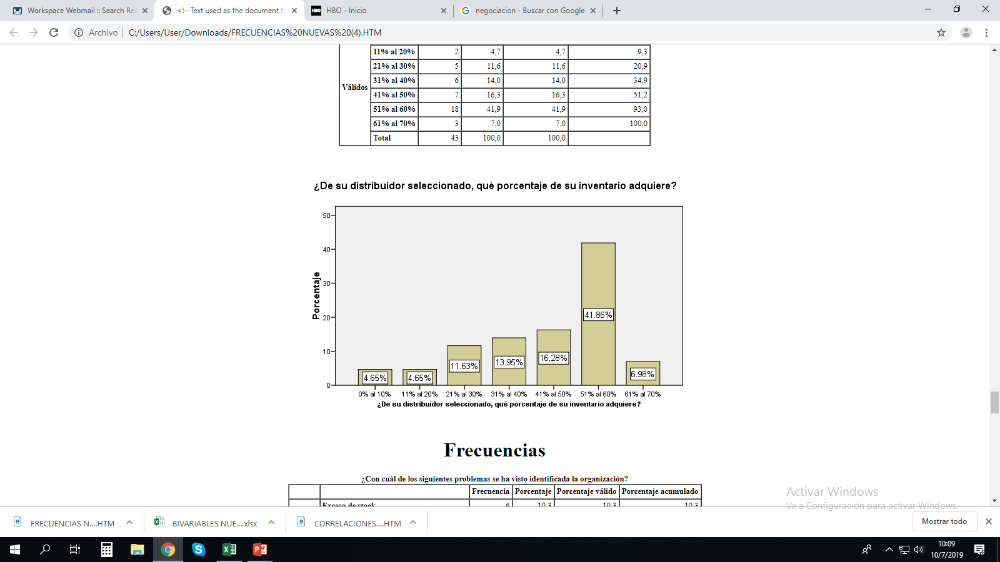 Workspace Webmail :: Search Res
<!--Text used as the document ti
HBO
HBO - Inicio
G
negociacion - Buscar con Google
Archivo
C:/Users/User/Downloads/FRECUENCIAS%20NUEVAS%20(4).HTM
Válidos
11% al 20% 2 4,7 4,7 9,3
21% al 30% 5 11,6 11,6 20,9
31% al 40% 6 14,0 14,0 34,9
41% al 50% 7 16,3 16,3 51,2
51% al 60% 18 41,9 41,9 93,0
61% al 70% 3 7,0 7,0 100,0
Total 43 100,0 100,0
¿De su distribuidor seleccionado, qué porcentaje de su inventario adquiere?
Porcentaje
50
40
30
20
10
0
4.65%
4.65%
11.63%
13.95%
16.28%
41.86%
6.98%
0% al 10% 11% al 20% 21% al 30% 31% al 40% 41% al 50% 51% al 60% 61% al 70%
¿De su distribuidor seleccionado, qué porcentaje de su inventario adquiere?
Frecuencias
¿Con cuál de los siguientes problemas se ha visto identificada la organización?
Frecuencia Porcentaje Porcentaje válido Porcentaje acumulado
Exceso de stock 6 10,3 10,3 10,3
Activar Windows
Ve a Configuración para activar Windows.
FRECUENCIAS N....HTM
BIVARIABLES NUE....xlsx
CORRELACIONES....HTM
Mostrar todo
10:09
10/7/2019